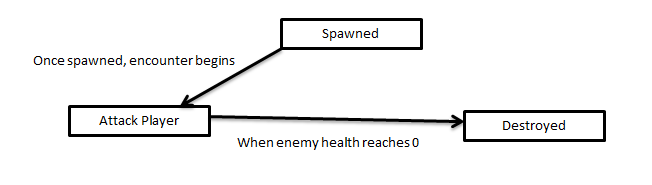 Spawned
Once spawned, encounter begins
Attack Player
Destroyed
When enemy health reaches 0